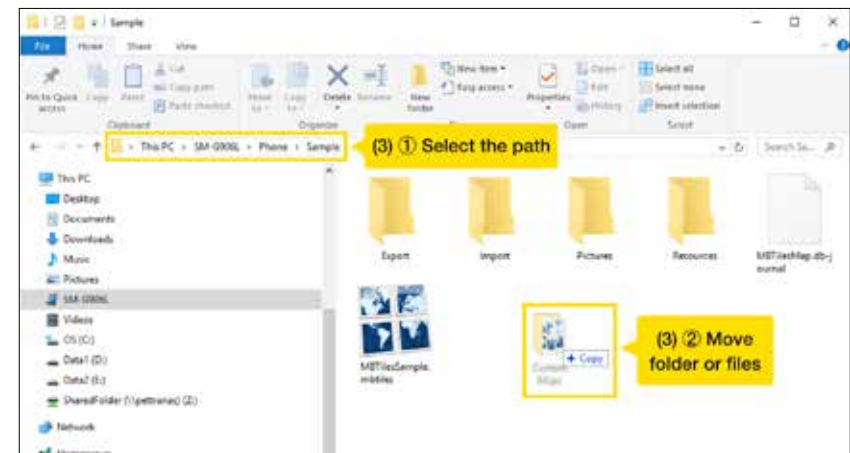 Sample
File Home Share View
Pin to Quick access
Copy
Paste
Cut
Copy path
Paste shortcut
Move to
Copy to
Delete
Rename
New folder
New item
Easy access
Properties
Open
Edit
History
Select all
Select none
Invert selection
Clipboard
Organize
Open
Select
This PC > SM-G906L > Phone > Sample
(3) ① Select the path
This PC
Desktop
Documents
Downloads
Music
Pictures
SM-G906L
Videos
OS (C:)
Data1 (D:)
Data2 (E:)
Network
Export
Import
Pictures
Resources
MBTilesMap.db-j
ournal
MBTilesSample.
mbtiles
+ Copy
(3) ② Move
folder or files